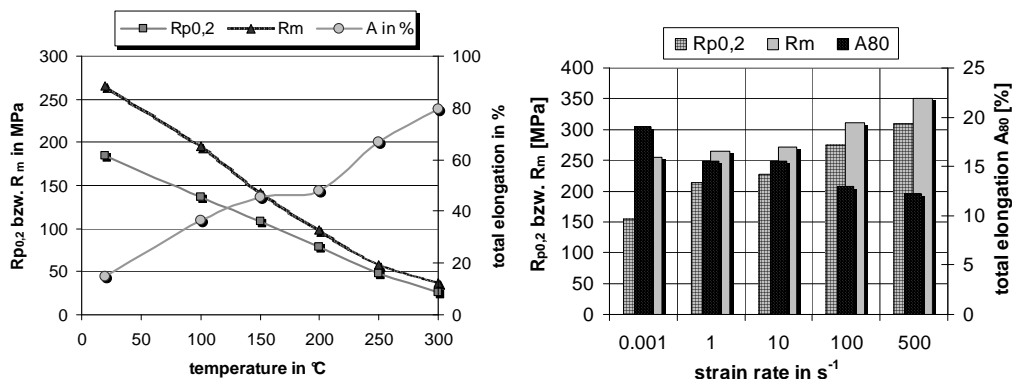 Rp0,2 Rm A in %
300
250
200
150
100
50
0
Rp0,2 bzw. Rm in MPa
100
80
60
40
20
0
total elongation in %
0 50 100 150 200 250 300
temperature in °C
Rp0,2 Rm A80
400
350
300
250
200
150
100
50
0
Rp0,2 bzw. Rm [MPa]
25
20
15
10
5
0
total elongation A80 [%]
0.001 1 10 100 500
strain rate in s-1